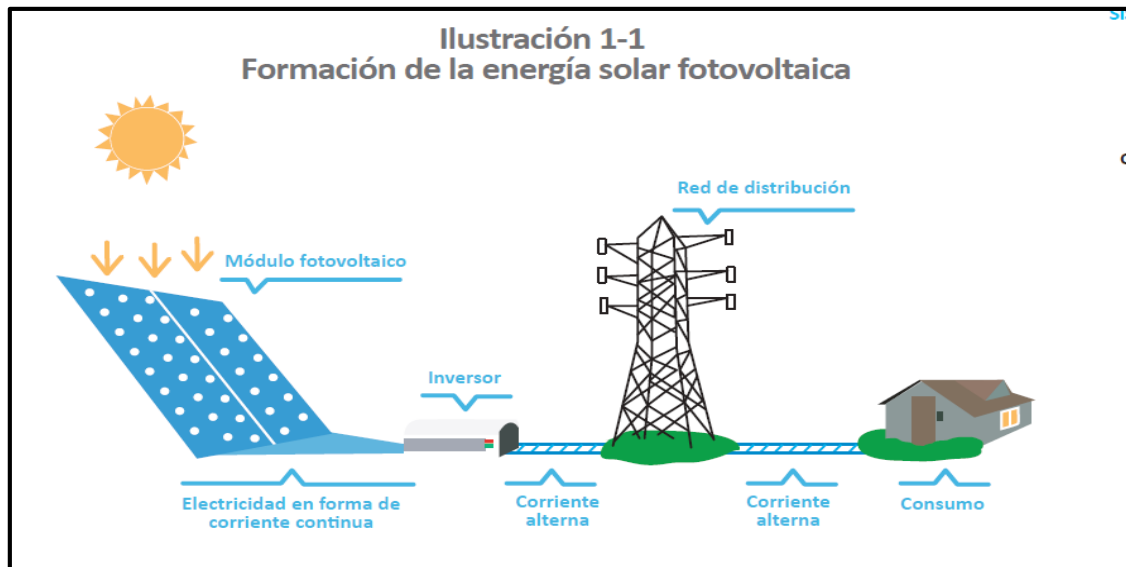 Ilustración 1-1
Formación de la energía solar fotovoltaica
Red de distribución
Módulo fotovoltaico
Inversor
Electricidad en forma de
corriente continua
Corriente
alterna
Corriente
alterna
Consumo